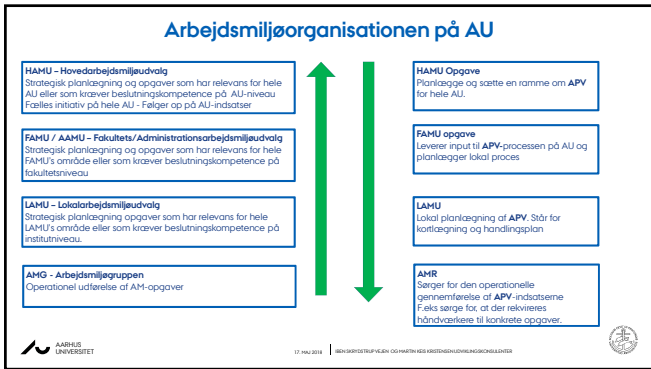 Arbejdsmiljøorganisationen på AU
HAMU – Hovedarbejdsmiljøudvalg
Strategisk planlægning og opgaver som har relevans for hele
AU eller som kræver beslutningskompetence på AU-niveau
Fælles initiativ på hele AU - Følger op på AU-indsatser
FAMU / AAMU – Fakultets/Administrationsarbejdsmiljøudvalg
Strategisk planlægning og opgaver som har relevans for hele
FAMU's område eller som kræver beslutningskompetence på
fakultetsniveau
LAMU – Lokalarbejdsmiljøudvalg
Strategisk planlægning opgaver som har relevans for hele
LAMU's område eller som kræver beslutningskompetence på
institutniveau.
AMG - Arbejdsmiljøgruppen
Operationel udførelse af AM-opgaver
HAMU Opgave
Planlægge og sætte en ramme om APV
for hele AU.
FAMU opgave
Leverer input til APV-processen på AU og
planlægger lokal proces
LAMU
Lokal planlægning af APV. Står for
kortlægning og handlingsplan
AMR
Sørger for den operationelle
gennemførelse af APV-indsatserne
F.eks sørge for, at der rekvireres
håndværkere til konkrete opgaver.
AARHUS
UNIVERSITET
17. MAJ 2018
IBEN SKRYDSTRUP VEJEN OG MARTIN KEIS KRISTENSEN UDVIKLINGSKONSULENTER